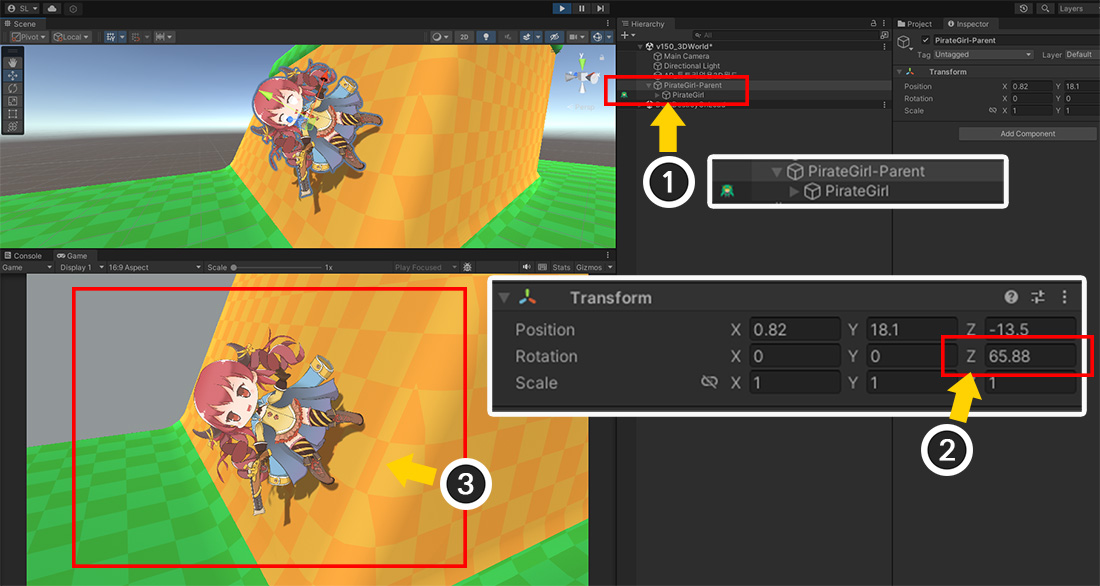 SL
Scene
Pivot
Local
2D
Persp
Console
Game
Game
Display 1
16:9 Aspect
Scale
1x
Play Focused
Stats
Gizmos
Hierarchy
All
v150_3DWorld*
Main Camera
Directional Light
PirateGirl-Parent
PirateGirl
1
PirateGirl-Parent
PirateGirl
Layers
Project
Inspector
PirateGirl-Parent
Tag Untagged
Layer Default
Transform
Position X 0.82 Y 18.1
Rotation X 0 Y 0
Scale X 1 Y 1
Add Component
Transform
Position X 0.82 Y 18.1 Z -13.5
Rotation X 0 Y 0 Z 65.88
Scale X 1 Y 1 1
2
3